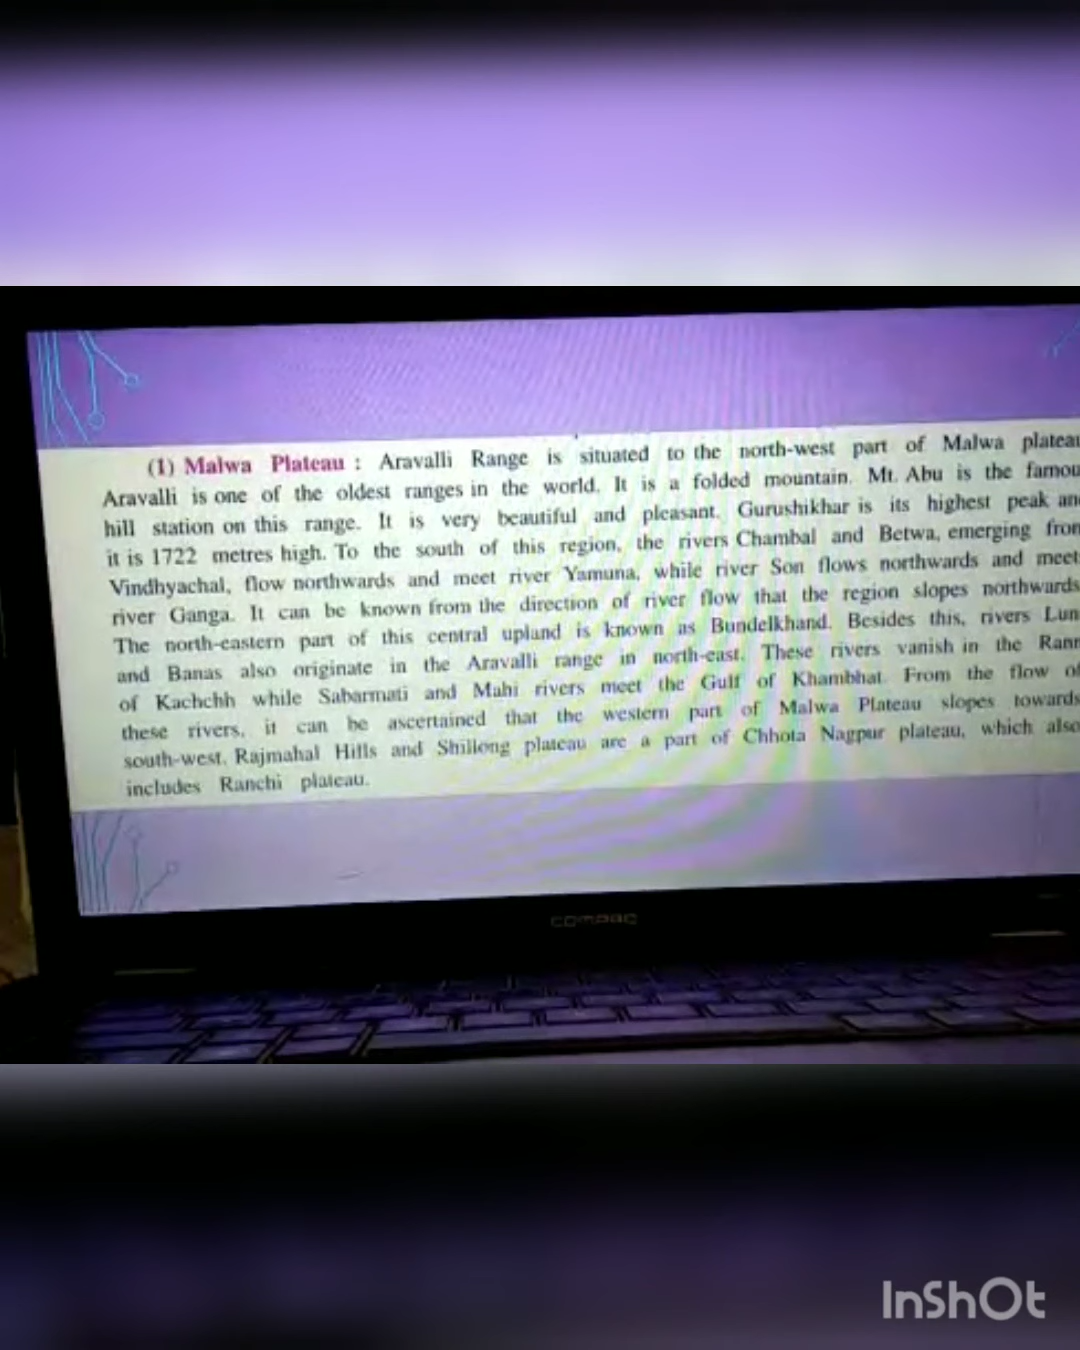 (1) Malwa Plateau : Aravalli Range is situated to the north-west part of Malwa platea
Aravalli is one of the oldest ranges in the world. It is a folded mountain. Mt. Abu is the famou
hill station on this range. It is very beautiful and pleasant. Gurushikhar is its highest peak an
it is 1722 metres high. To the south of this region, the rivers Chambal and Betwa, emerging fron
Vindhyachal, flow northwards and meet river Yamuna, while river Son flows northwards and meet
river Ganga. It can be known from the direction of river flow that the region slopes northwards
The north-eastern part of this central upland is known as Bundelkhand. Besides this, rivers Lun
and Banas also originate in the Aravalli range in north-east. These rivers vanish in the Rann
of Kachchh while Sabarmati and Mahi rivers meet the Gulf of Khambhat. From the flow of
these rivers, it can be ascertained that the western part of Malwa Plateau slopes towards
south-west. Rajmahal Hills and Shillong plateau are a part of Chhota Nagpur plateau, which also
includes Ranchi plateau.
COMPAQ
InShOt